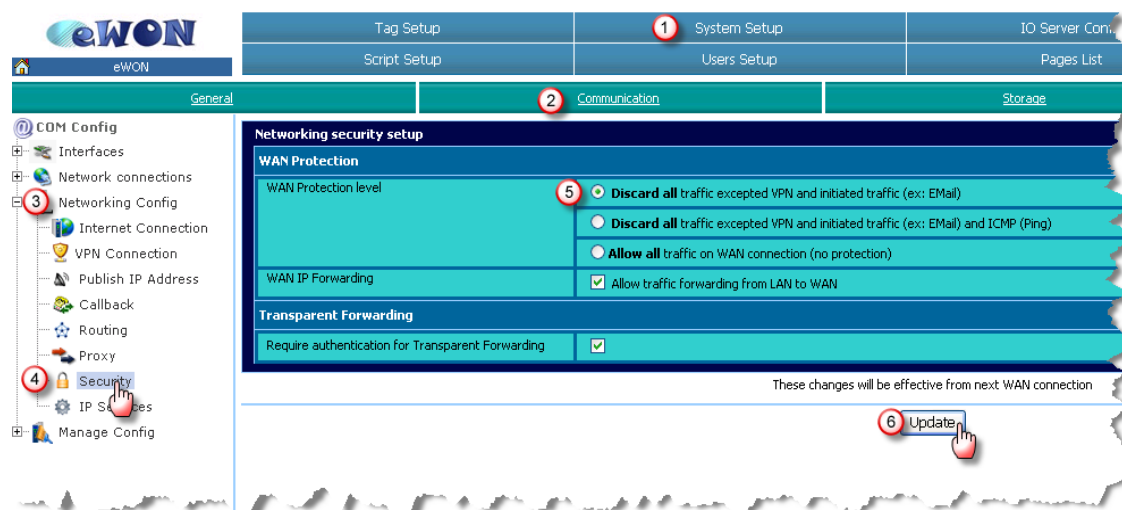 eWON
Tag Setup
1 System Setup
IO Server
eWON
Script Setup
Users Setup
Pages List
General
2 Communication
Storage
COM Config
Interfaces
Network connections
3 Networking Config
Internet Connection
VPN Connection
Publish IP Address
Callback
Routing
Proxy
4 Security
IP
Manage Config
Networking security setup
WAN Protection
WAN Protection level
5 Discard all traffic excepted VPN and initiated traffic (ex: EMail)
Discard all traffic excepted VPN and initiated traffic (ex: EMail) and ICMP (Ping)
Allow all traffic on WAN connection (no protection)
WAN IP Forwarding
Allow traffic forwarding from LAN to WAN
Transparent Forwarding
Require authentication for Transparent Forwarding
These changes will be effective from next WAN connection
6 Update